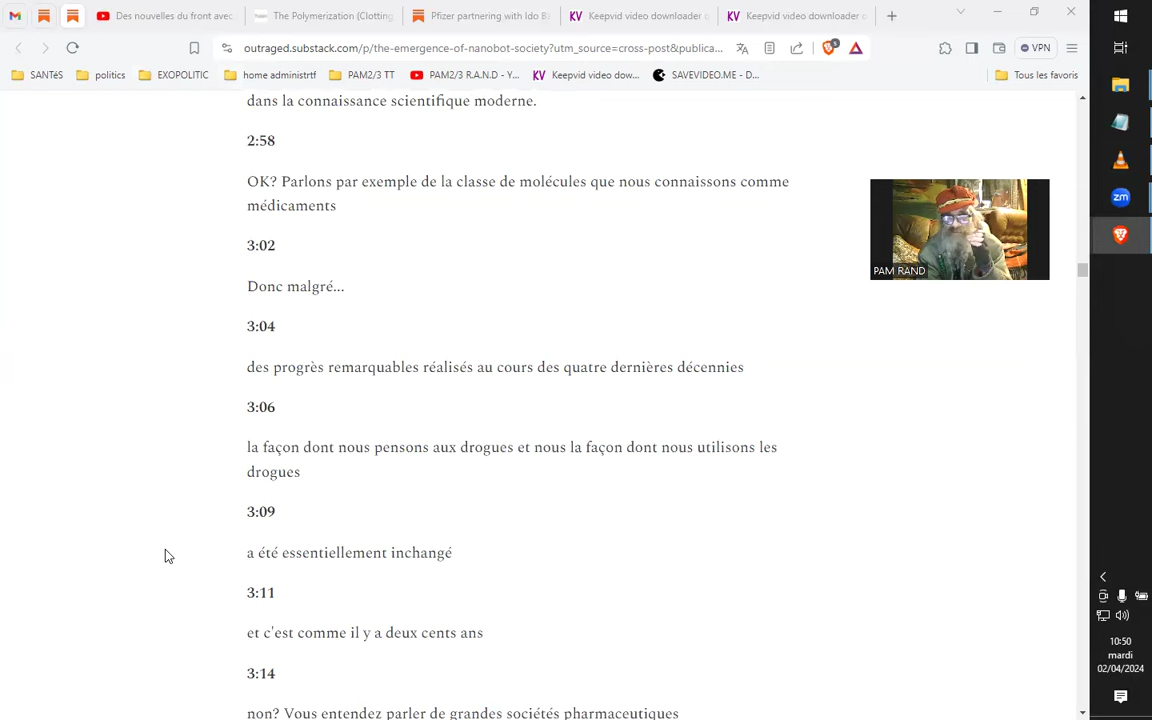 Des nouvelles du front avec
The Polymerization (Clotting
Pfizer partnering with Ido Ba
Keepvid video downloader o
Keepvid video downloader o
outraged.substack.com/p/the-emergence-of-nanobot-society?utm_source=cross-post&publica...
VPN
SANTéS
politics
EXOPOLITIC
home administrtf
PAM2/3 TT
PAM2/3 R.A.N.D - Y...
Keepvid video dow...
SAVEVIDEO.ME - D...
Tous les favoris
dans la connaissance scientifique moderne.
2:58
OK? Parlons par exemple de la classe de molécules que nous connaissons comme
médicaments
3:02
Donc malgré...
3:04
des progrès remarquables réalisés au cours des quatre dernières décennies
3:06
la façon dont nous pensons aux drogues et nous la façon dont nous utilisons les
drogues
3:09
a été essentiellement inchangé
3:11
et c'est comme il y a deux cents ans
3:14
non? Vous entendez parler de grandes sociétés pharmaceutiques
PAM RAND
zm
10:50
mardi
02/04/2024